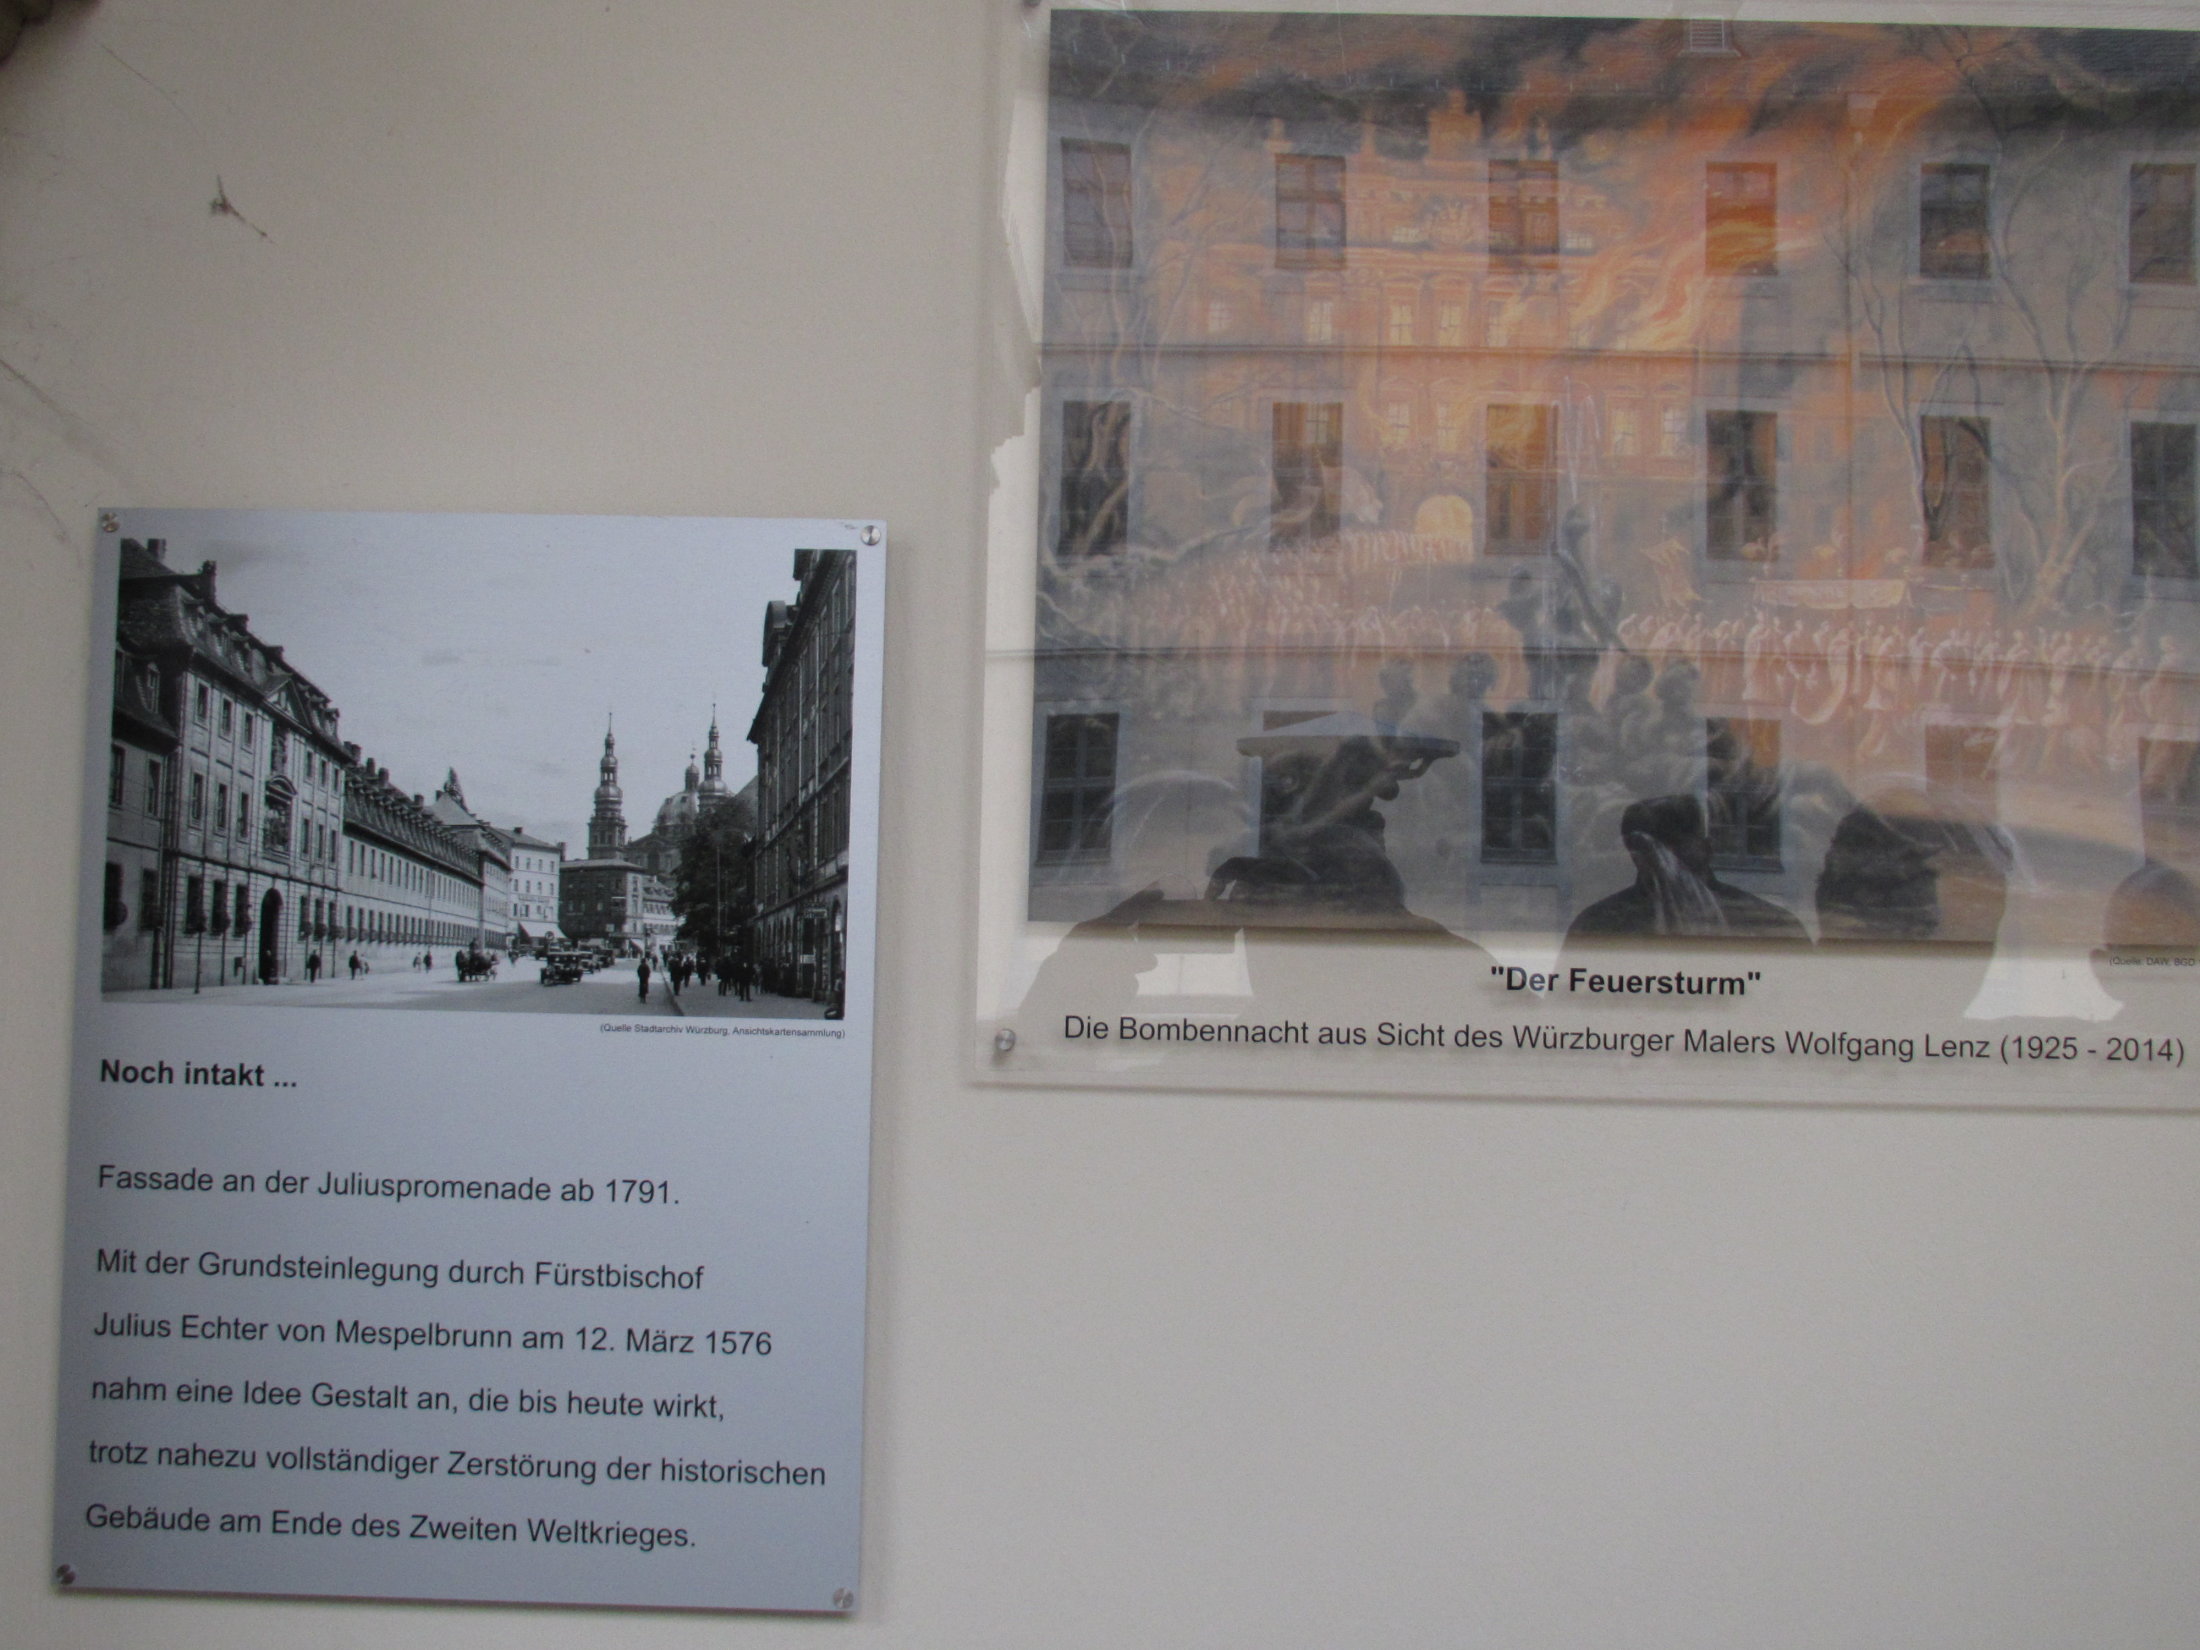 (Quelle Stadtarchiv Würzburg, Ansichtskartensammlung)
Noch intakt ...
Fassade an der Juliuspromenade ab 1791.
Mit der Grundsteinlegung durch Fürstbischof
Julius Echter von Mespelbrunn am 12. März 1576
nahm eine Idee Gestalt an, die bis heute wirkt,
trotz nahezu vollständiger Zerstörung der historischen
Gebäude am Ende des Zweiten Weltkrieges.
(Quelle: DAW, BGD
"Der Feuersturm"
Die Bombennacht aus Sicht des Würzburger Malers Wolfgang Lenz (1925 - 2014)